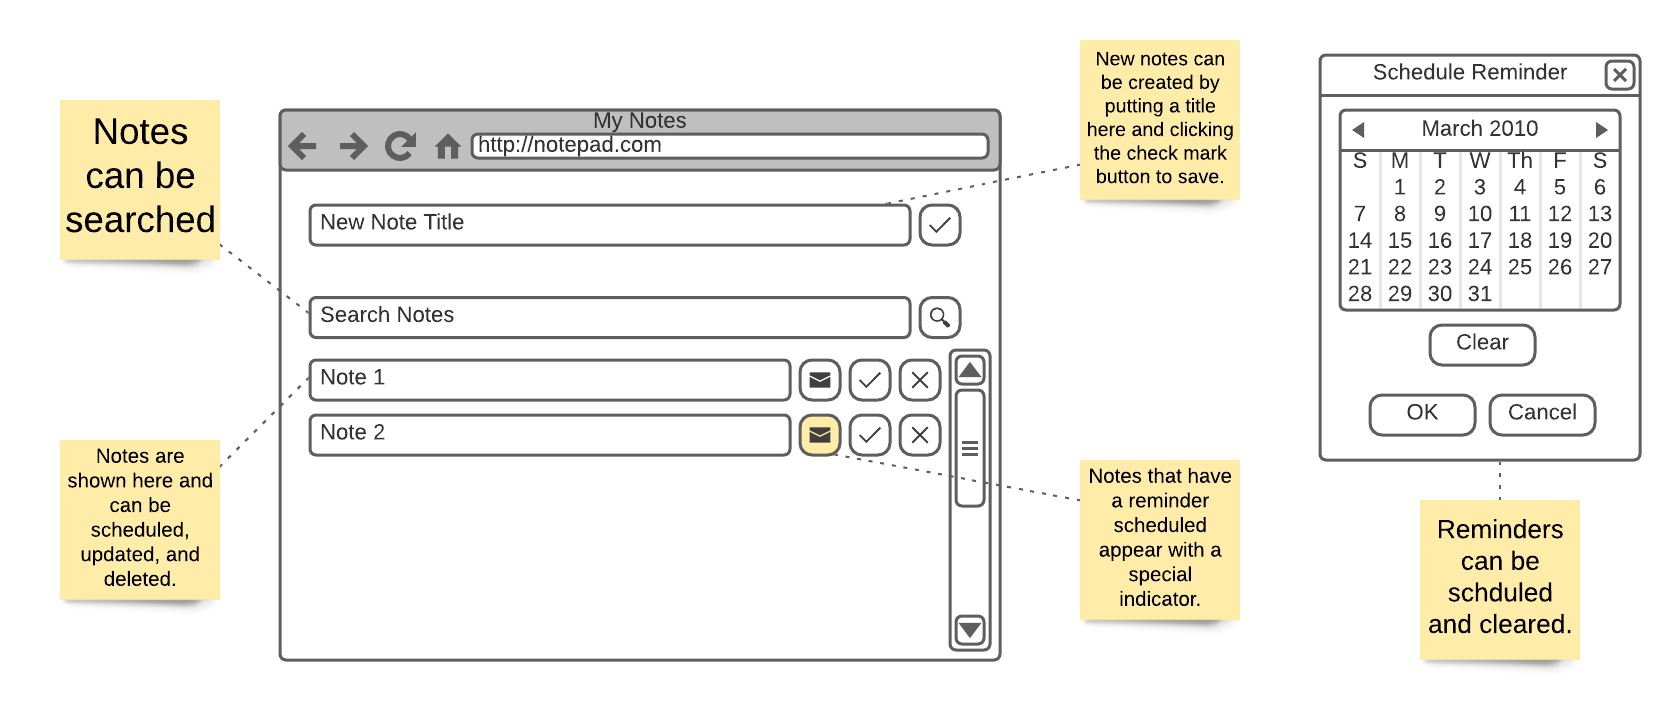 Notes
can be
searched
My Notes
http://notepad.com
New Note Title
Search Notes
Note 1
Note 2
Notes are
shown here and
can be
scheduled,
updated, and
deleted.
New notes can
be created by
putting a title
here and clicking
the check mark
button to save.
Notes that have
a reminder
scheduled
appear with a
special
indicator.
Schedule Reminder
March 2010
S M T W Th F S
1 2 3 4 5 6
7 8 9 10 11 12 13
14 15 16 17 18 19 20
21 22 23 24 25 26 27
28 29 30 31
Clear
OK Cancel
Reminders
can be
schduled
and cleared.